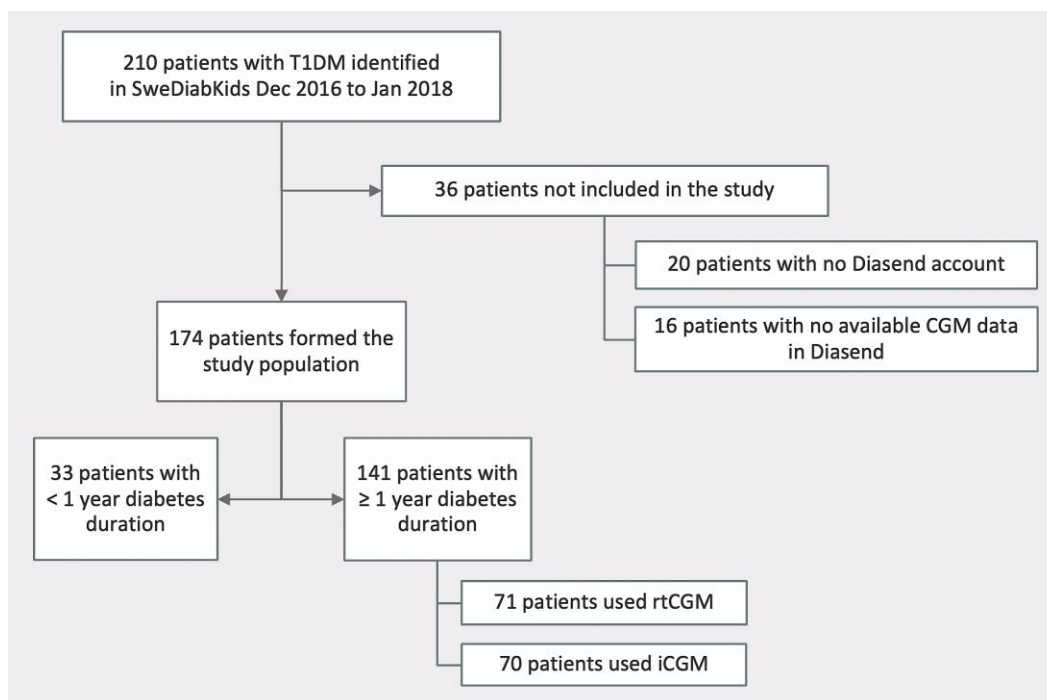 210 patients with T1DM identified
in SweDiabKids Dec 2016 to Jan 2018
36 patients not included in the study
20 patients with no Diasend account
16 patients with no available CGM data
in Diasend
174 patients formed the
study population
33 patients with
< 1 year diabetes
duration
141 patients with
≥ 1 year diabetes
duration
71 patients used rtCGM
70 patients used iCGM